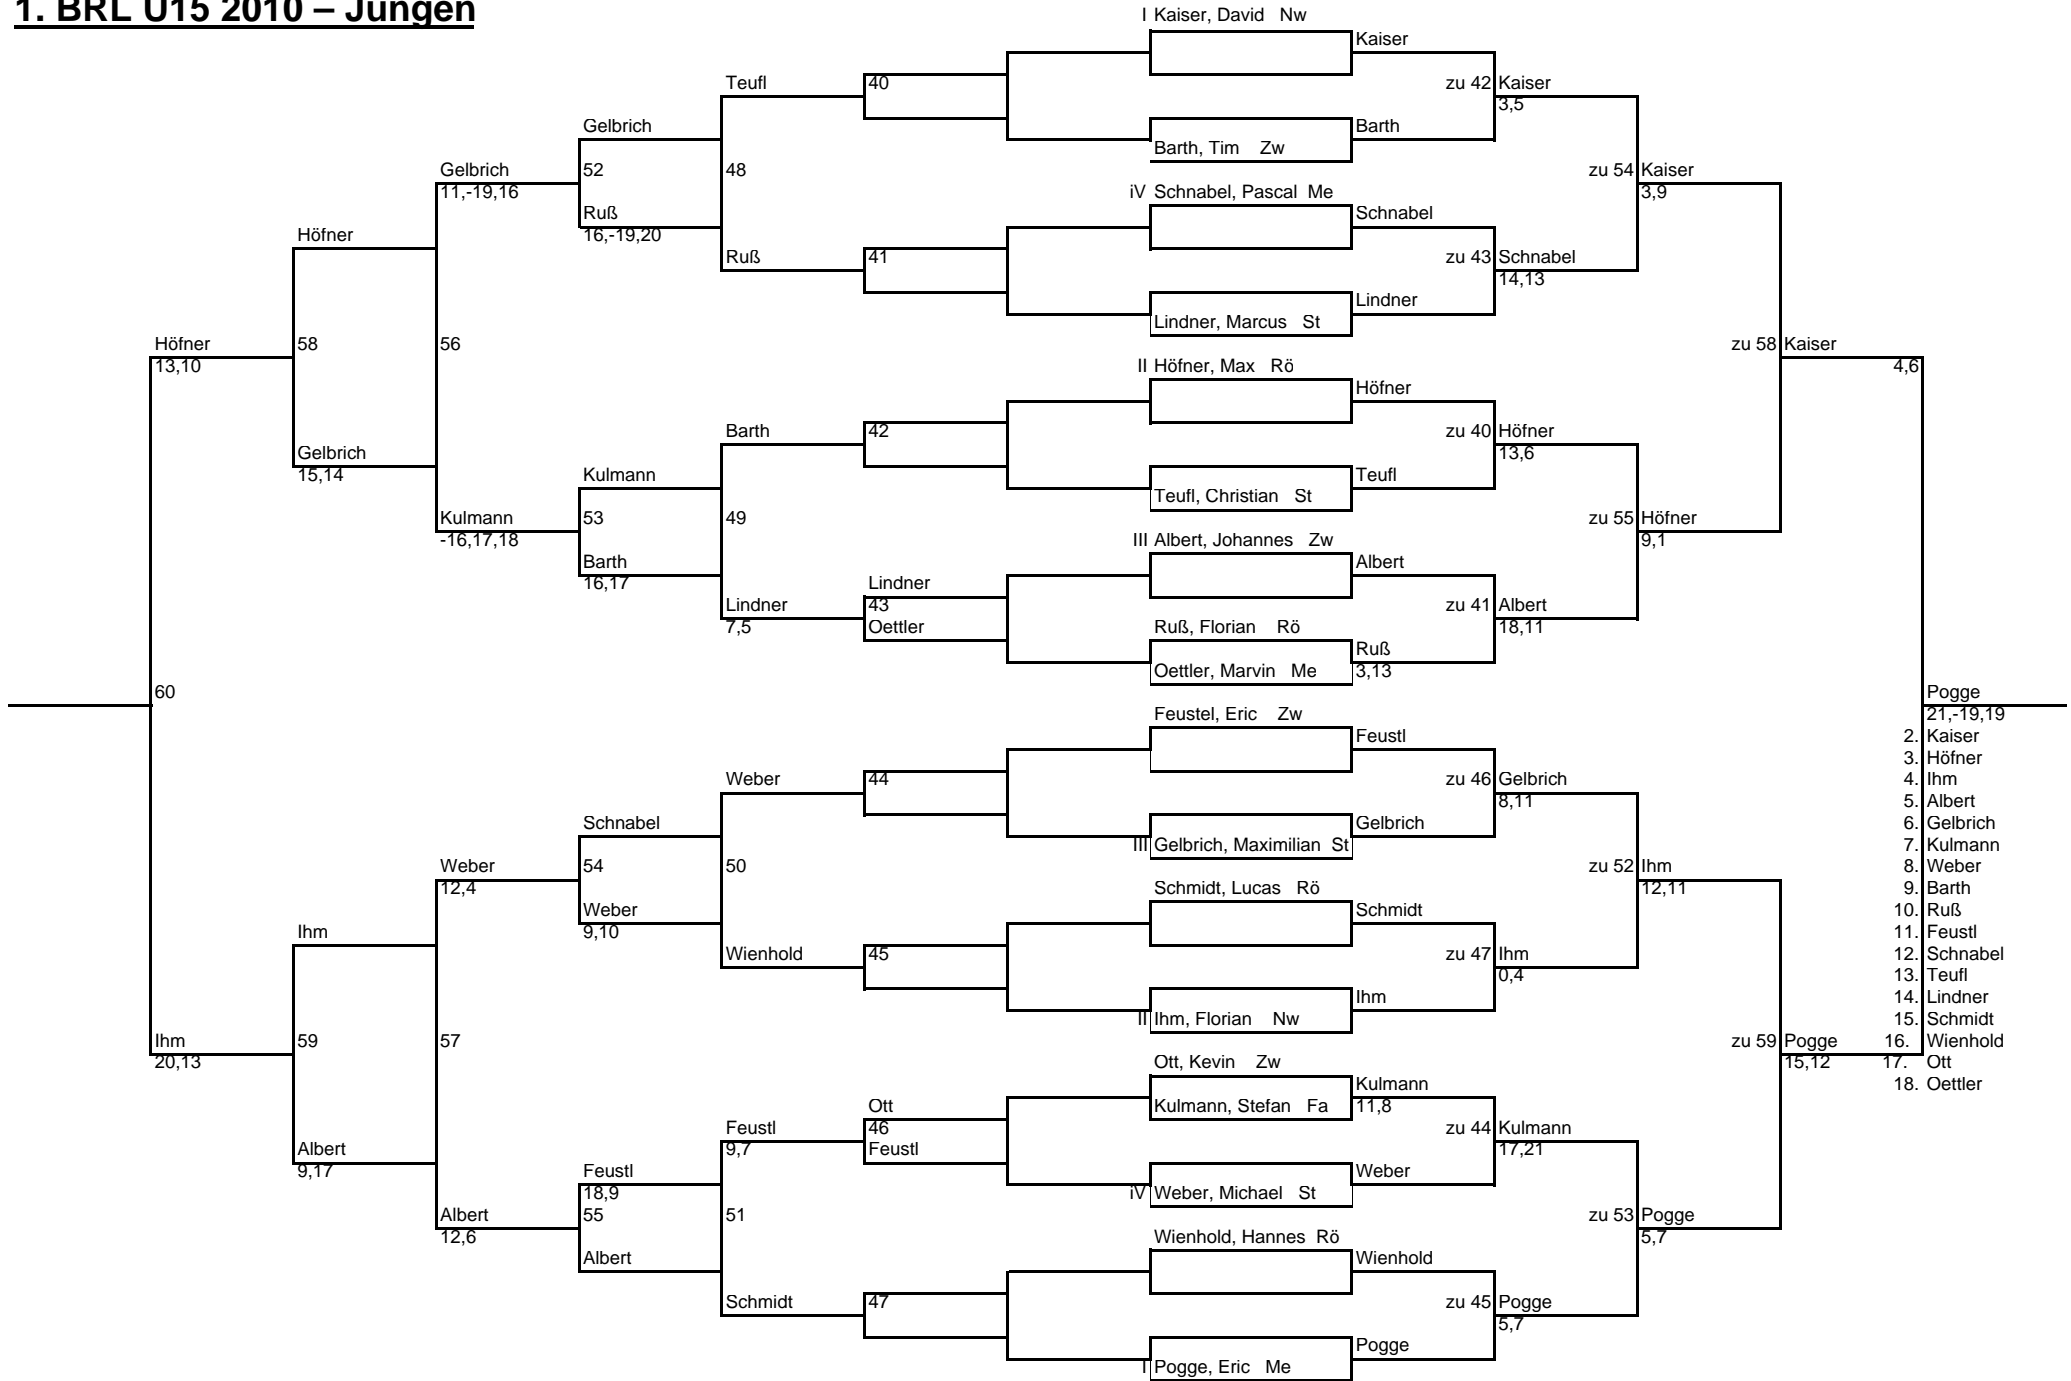 1. BRL U15 2010 – Jungen
I Kaiser, David Nw
Kaiser
Teufl
40
zu 42 Kaiser
3,5
Gelbrich
Barth
Barth, Tim Zw
Gelbrich
52
48
zu 54 Kaiser
11,-19,16
3,9
iV Schnabel, Pascal Me
Ruß
Schnabel
16,-19,20
Höfner
Ruß
41
zu 43 Schnabel
14,13
Lindner
Lindner, Marcus St
Höfner
58
56
zu 58 Kaiser
13,10
4,6
II Höfner, Max Rö
Höfner
Barth
42
zu 40 Höfner
13,6
Gelbrich
15,14
Kulmann
Teufl
Teufl, Christian St
Kulmann
53
49
zu 55 Höfner
-16,17,18
9,1
III Albert, Johannes Zw
Barth
Albert
16,17
Lindner
Lindner
43
zu 41 Albert
7,5
Oettler
Ruß, Florian Rö
18,11
Ruß
Oettler, Marvin Me
3,13
60
Pogge
21,-19,19
Feustel, Eric Zw
Feustl
2. Kaiser
3. Höfner
Weber
44
zu 46 Gelbrich
8,11
4. Ihm
5. Albert
Schnabel
Gelbrich
6. Gelbrich
III Gelbrich, Maximilian St
7. Kulmann
Weber
54
50
zu 52 Ihm
12,4
12,11
8. Weber
Schmidt, Lucas Rö
9. Barth
Weber
Schmidt
9,10
10. Ruß
Ihm
11. Feustl
Wienhold
45
zu 47 Ihm
0,4
12. Schnabel
13. Teufl
Ihm
14. Lindner
II Ihm, Florian Nw
15. Schmidt
Ihm
59
57
zu 59 Pogge
20,13
15,12
16. Wienhold
Ott, Kevin Zw
17. Ott
Kulmann
18. Oettler
Ott
Kulmann, Stefan Fa
11,8
Feustl
46
zu 44 Kulmann
9,7
Feustl
17,21
Albert
9,17
Feustl
Weber
18,9
iV Weber, Michael St
Albert
55
51
zu 53 Pogge
12,6
5,7
Wienhold, Hannes Rö
Albert
Wienhold
Schmidt
47
zu 45 Pogge
5,7
Pogge
I Pogge, Eric Me